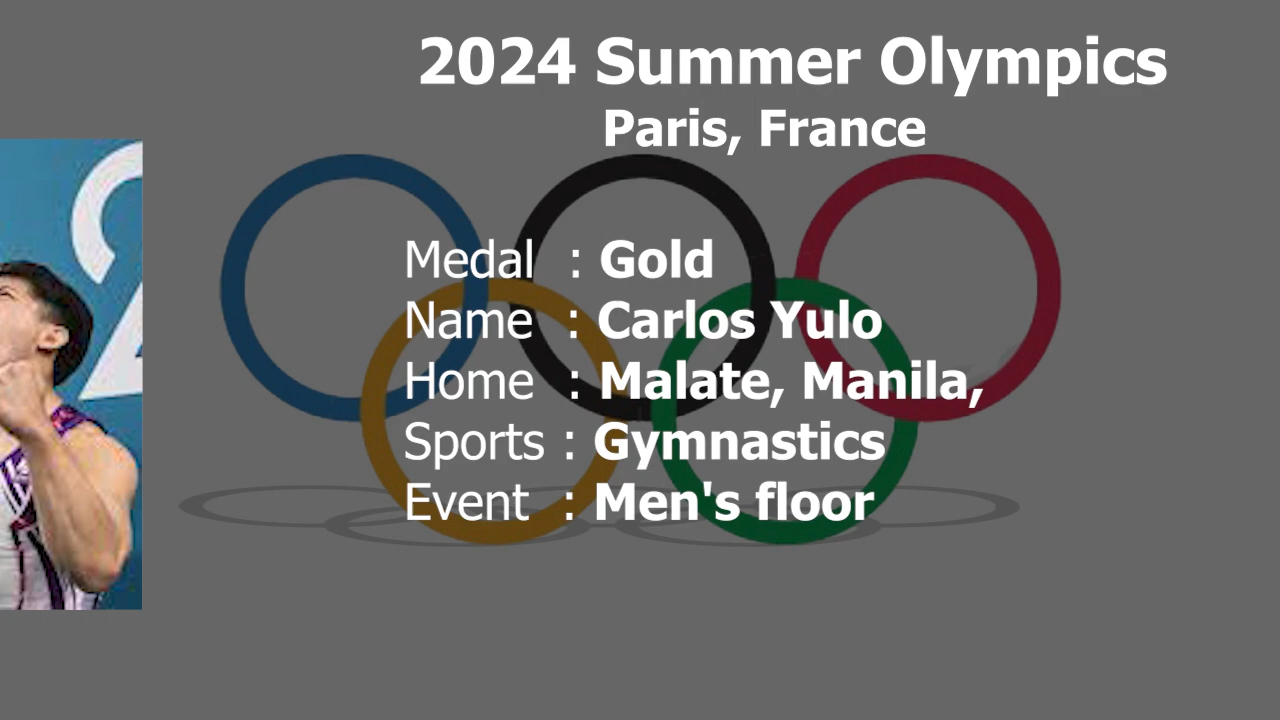 2024 Summer Olympics
Paris, France
Medal : Gold
Name : Carlos Yulo
Home : Malate, Manila,
Sports : Gymnastics
Event : Men's floor